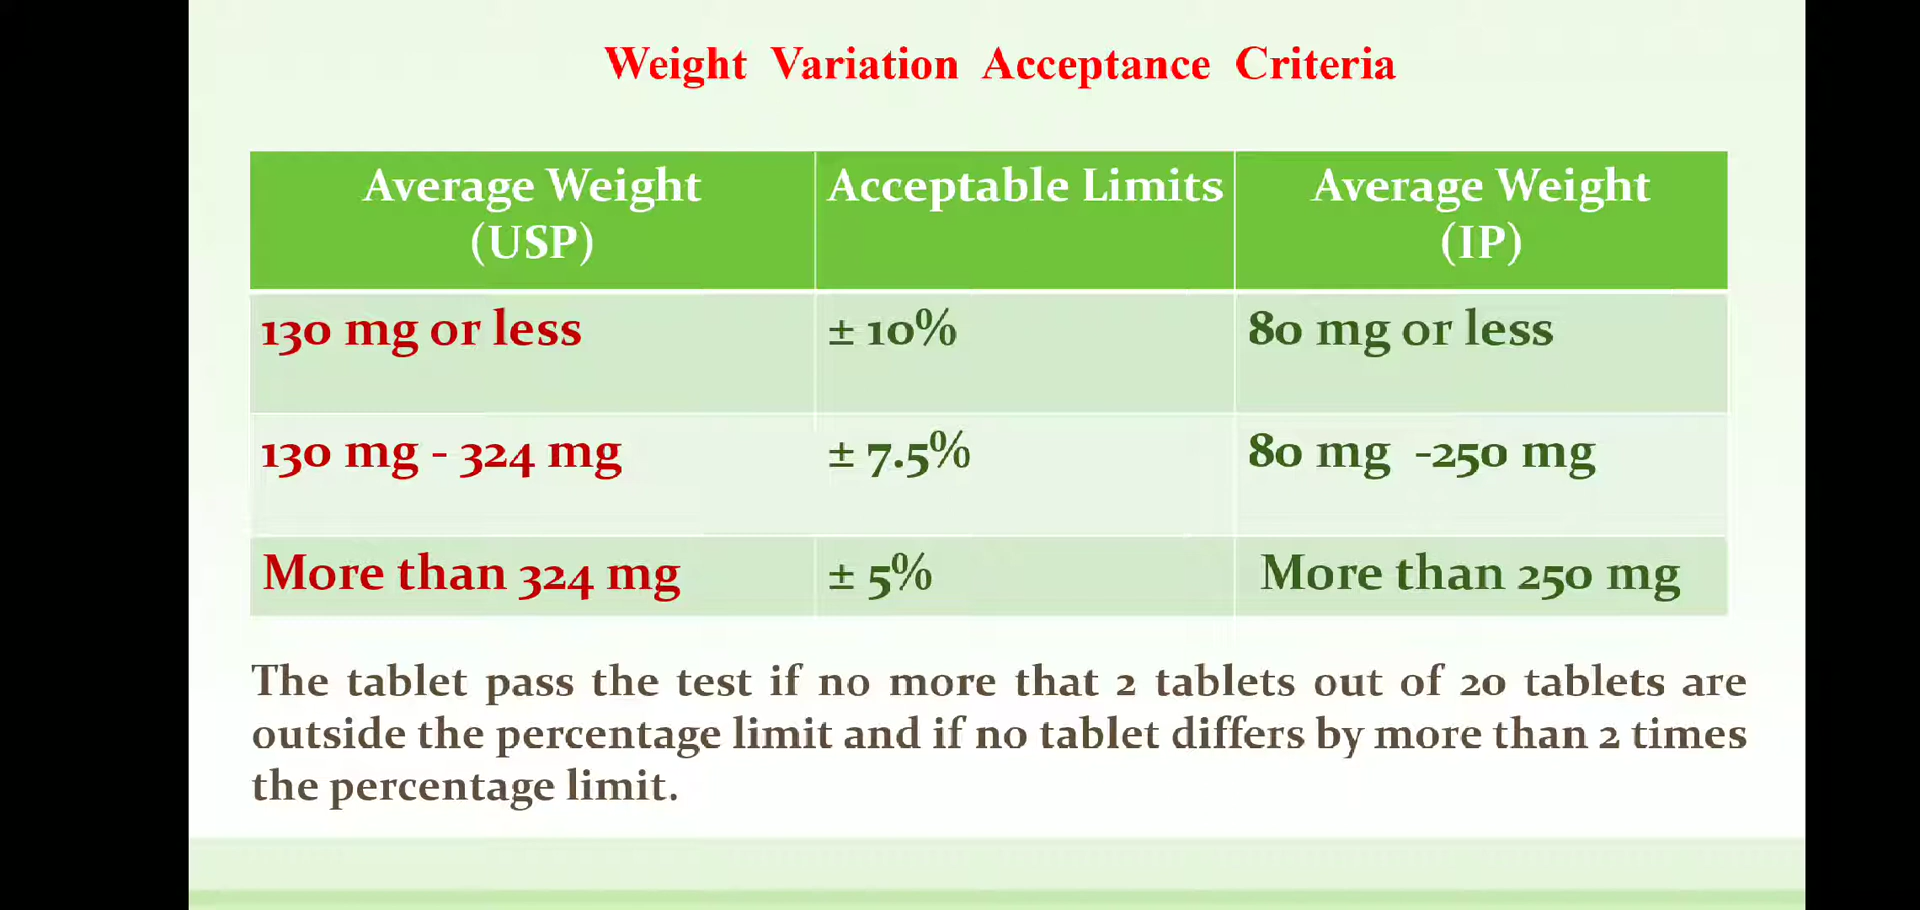 Weight Variation Acceptance Criteria
Average Weight (USP) Acceptable Limits Average Weight (IP)
130 mg or less ± 10% 80 mg or less
130 mg - 324 mg ± 7.5% 80 mg -250 mg
More than 324 mg ± 5% More than 250 mg
The tablet pass the test if no more that 2 tablets out of 20 tablets are
outside the percentage limit and if no tablet differs by more than 2 times
the percentage limit.